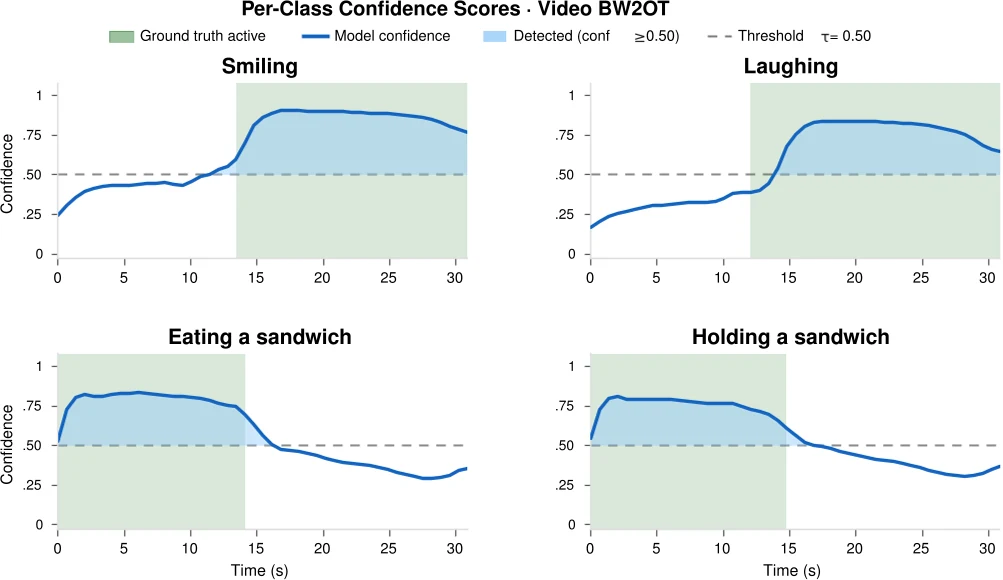 Per-Class Confidence Scores · Video BW2OT
Ground truth active Model confidence Detected (conf ≥0.50) Threshold τ= 0.50
Smiling
Laughing
Confidence
1
.75
.50
.25
0
0 5 10 15 20 25 30
1
.75
.50
.25
0
0 5 10 15 20 25 30
Eating a sandwich
Holding a sandwich
Confidence
1
.75
.50
.25
0
0 5 10 15 20 25 30
Time (s)
1
.75
.50
.25
0
0 5 10 15 20 25 30
Time (s)